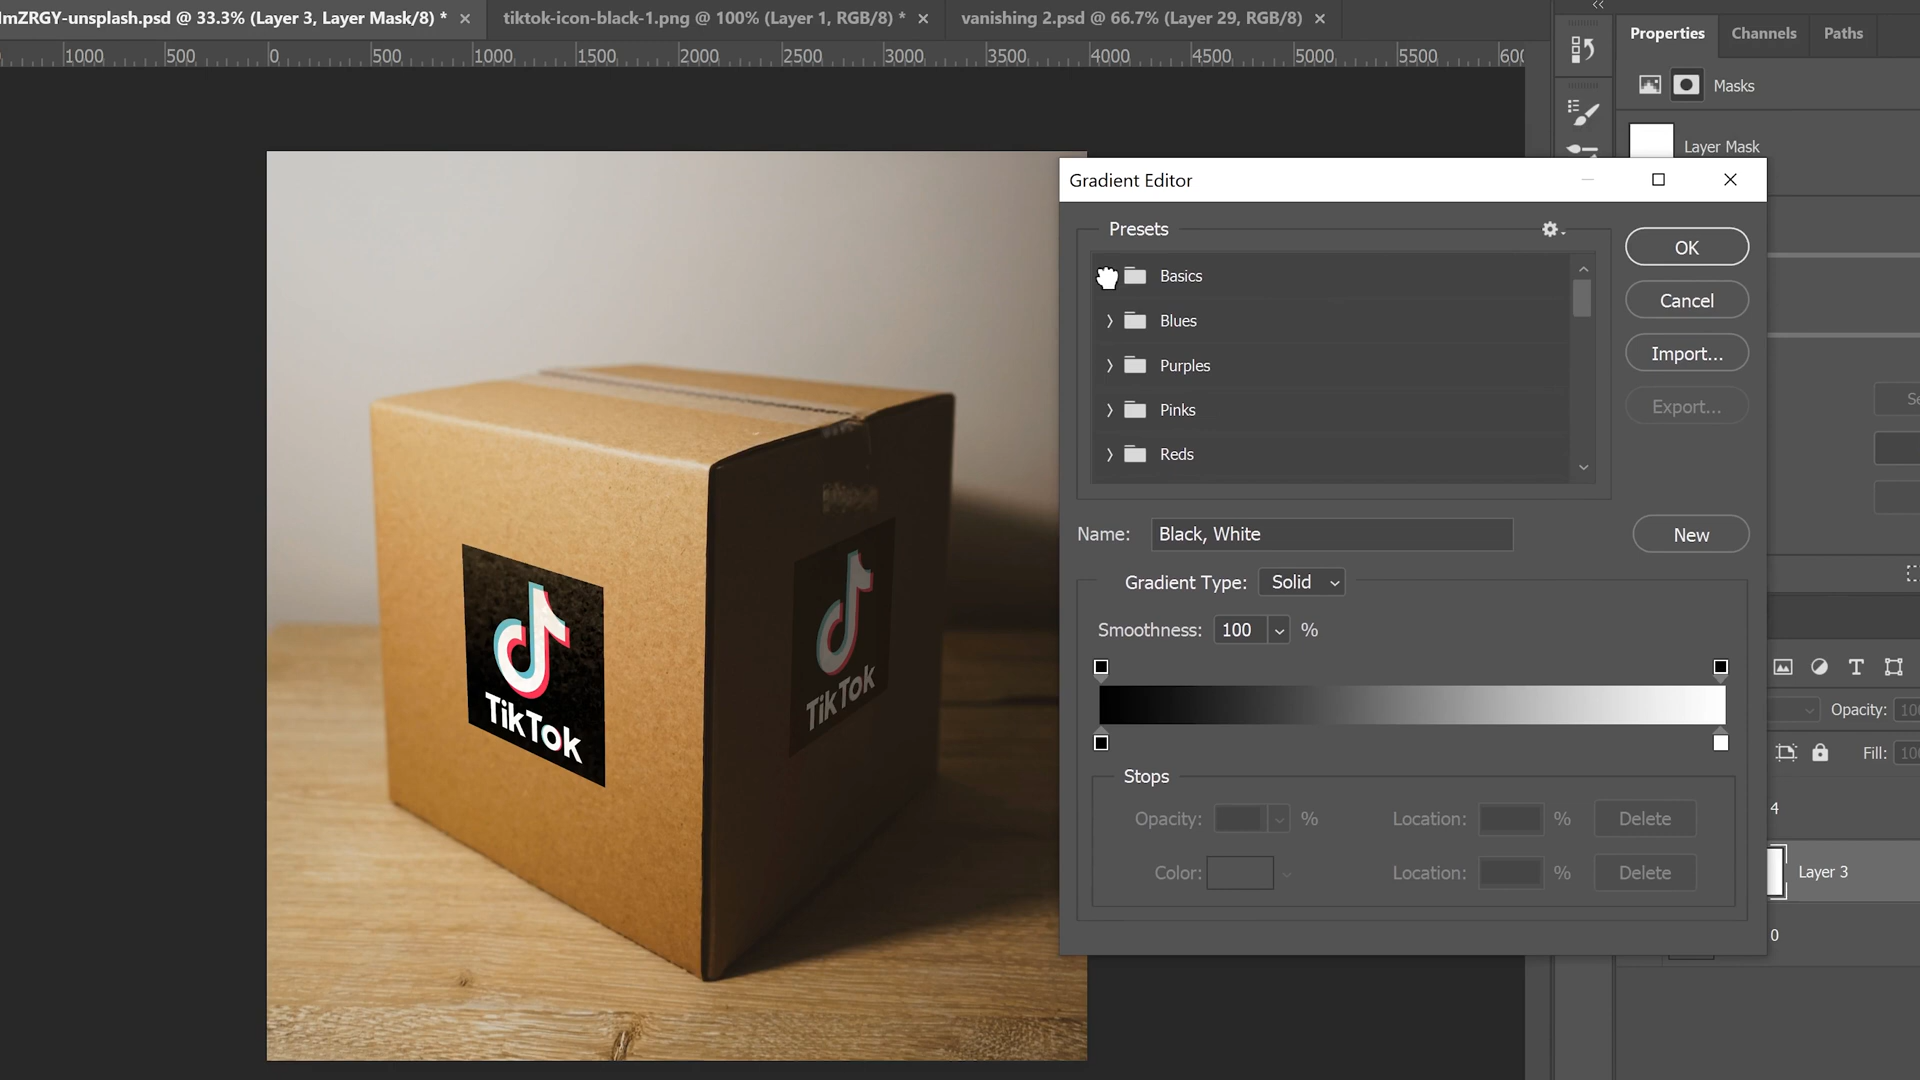 mZRGY-unsplash.psd @ 33.3% (Layer 3, Layer Mask/8) *
tiktok-icon-black-1.png @ 100% (Layer 1, RGB/8) *
vanishing 2.psd @ 66.7% (Layer 29, RGB/8)
1000 500 0 500 1000 1500 2000 2500 3000 3500 4000 4500 5000 5500
Properties Channels Paths
Masks
Layer Mask
Gradient Editor
Presets
Basics
Blues
Purples
Pinks
Reds
OK
Cancel
Import...
Export...
Name: Black, White
New
Gradient Type: Solid
Smoothness: 100 %
Stops
Opacity: % Location: % Delete
Color: Location: % Delete
Opacity: 10
Fill: 10
4
Layer 3
0
TikTok
TikTok